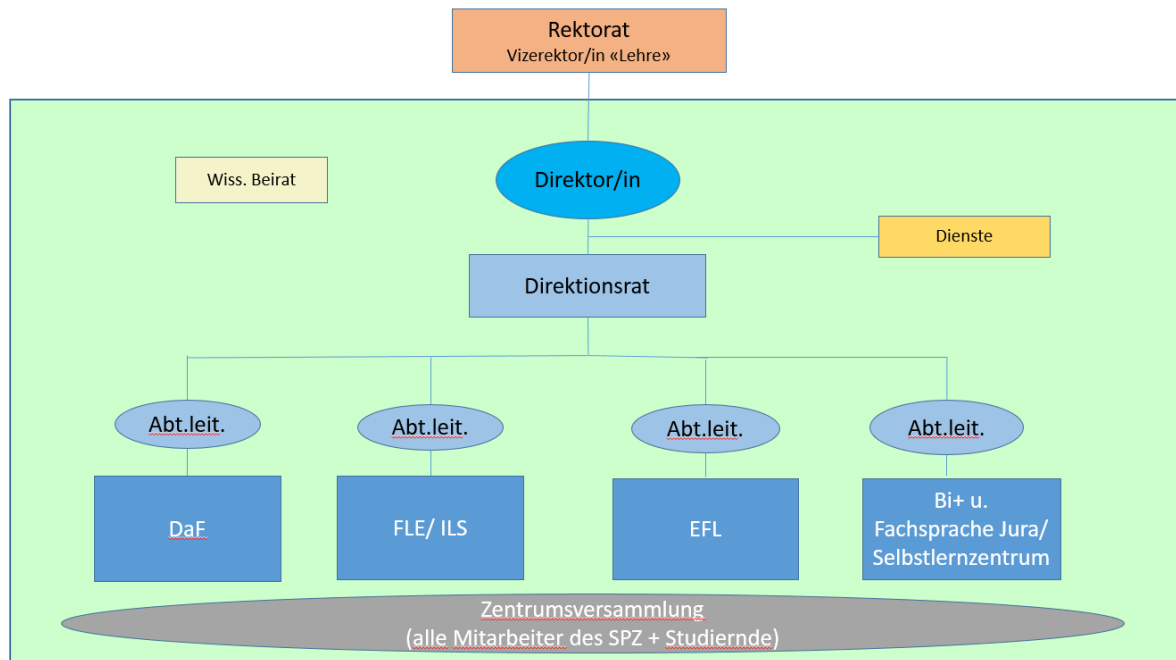 Rektorat
Vizerektor/in «Lehre»
Wiss. Beirat
Direktor/in
Dienste
Direktionsrat
Abt.leit.
Abt.leit.
Abt.leit.
Abt.leit.
DaF
FLE/ ILS
EFL
Bi+ u.
Fachsprache Jura/
Selbstlernzentrum
Zentrumsversammlung
(alle Mitarbeiter des SPZ + Studiernde)